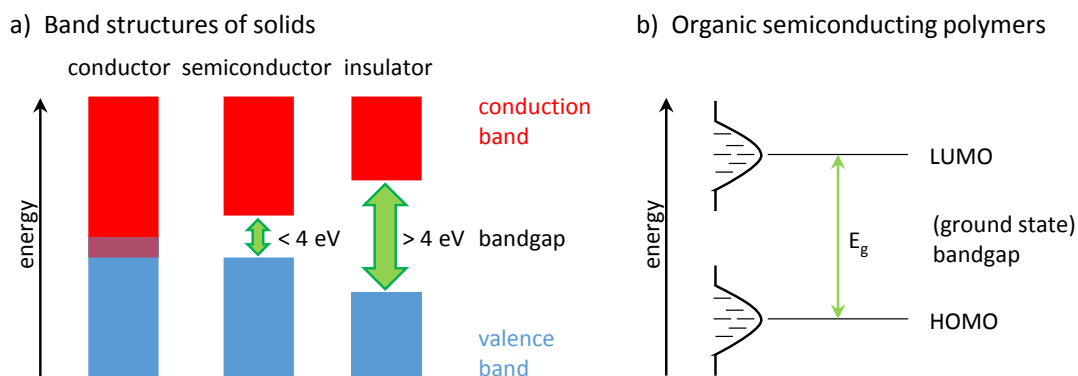 a) Band structures of solids
conductor semiconductor insulator
energy
conduction
band
< 4 eV
> 4 eV
bandgap
valence
band
b) Organic semiconducting polymers
energy
LUMO
E_g
(ground state)
bandgap
HOMO